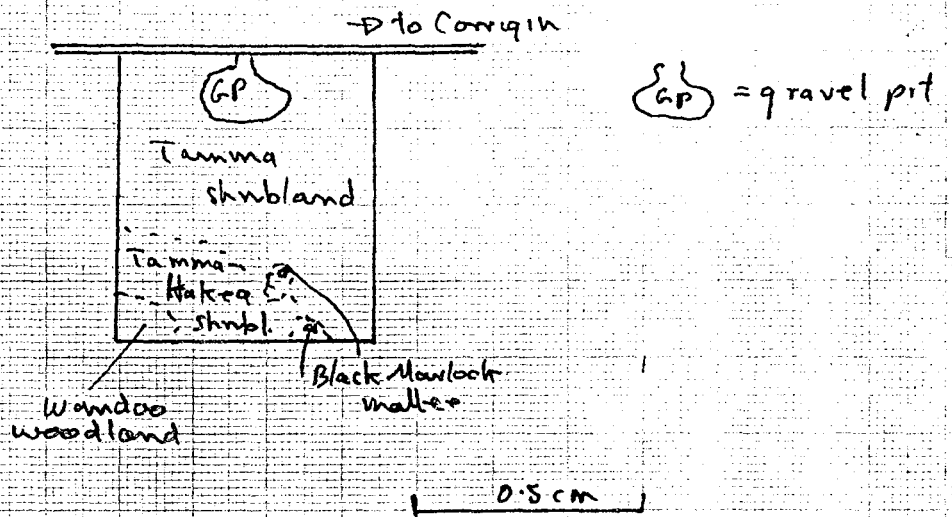 → to Corrigin
GP
GP = gravel pit
Tamma
shrubland
Tamma-
Hakea
shrubl.
Black Marlock
mallee
Wandoo
woodland
0.5 cm